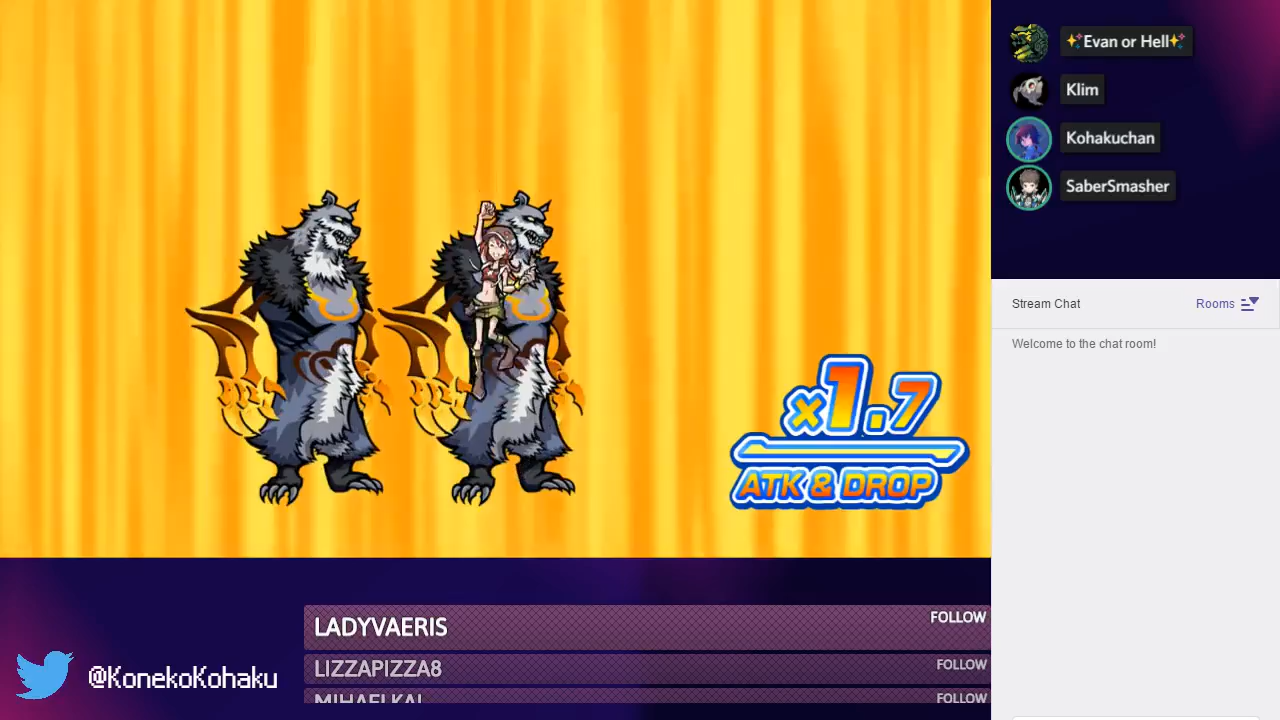 ✨Evan or Hell✨
Klim
Kohakuchan
SaberSmasher
Stream Chat
Rooms
Welcome to the chat room!
x1.7
ATK & DROP
LADYVAERIS
FOLLOW
LIZZAPIZZA8
FOLLOW
MIHAELKAL
FOLLOW
@KonekoKohaku